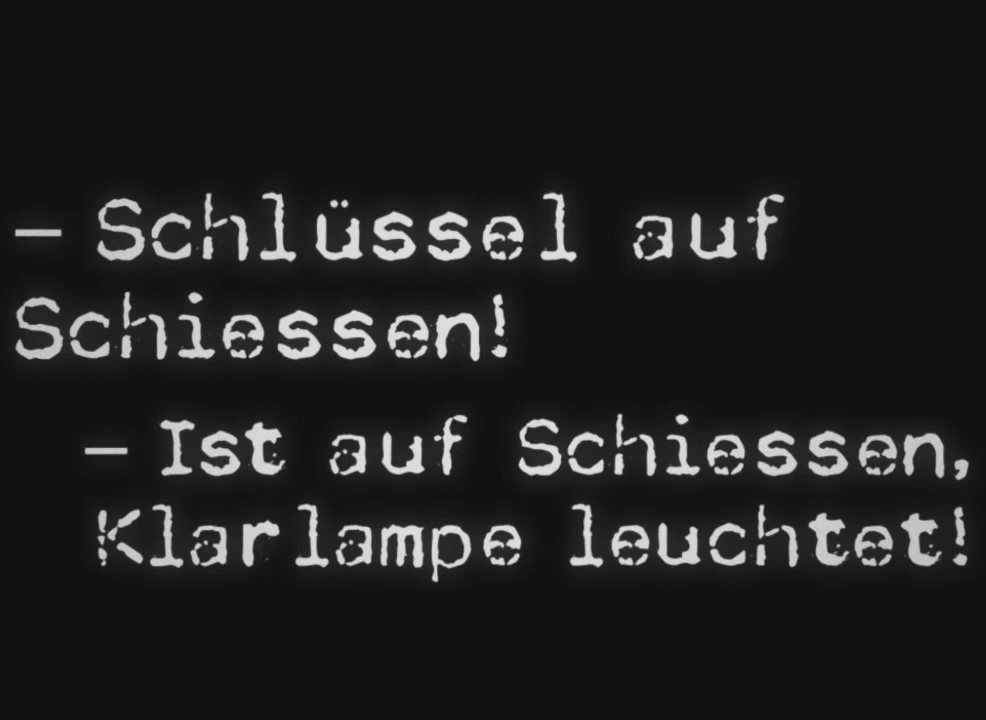 – Schlüssel auf
Schiessen!
– Ist auf Schiessen,
Klarlampe leuchtet!